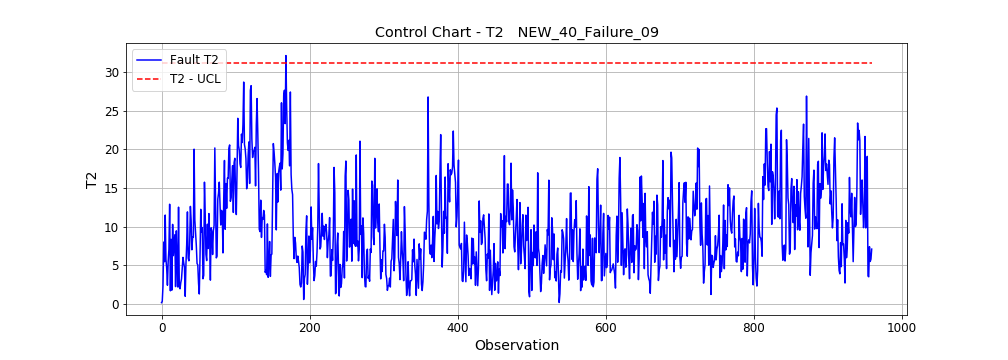 Control Chart - T2   NEW_40_Failure_09
Fault T2
T2 - UCL
T2
30
25
20
15
10
5
0
0 200 400 600 800 1000
Observation